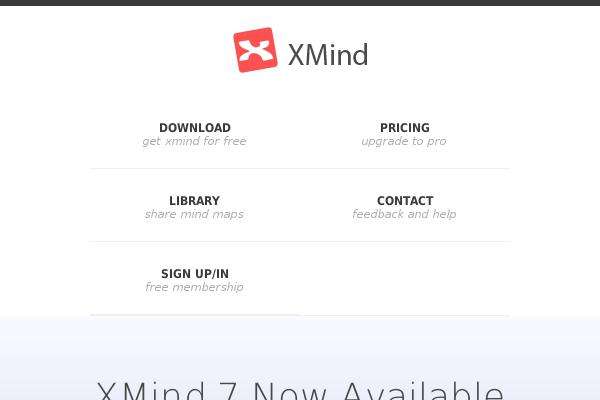 XMind
DOWNLOAD
get xmind for free
PRICING
upgrade to pro
LIBRARY
share mind maps
CONTACT
feedback and help
SIGN UP/IN
free membership
XMind 7 Now Available